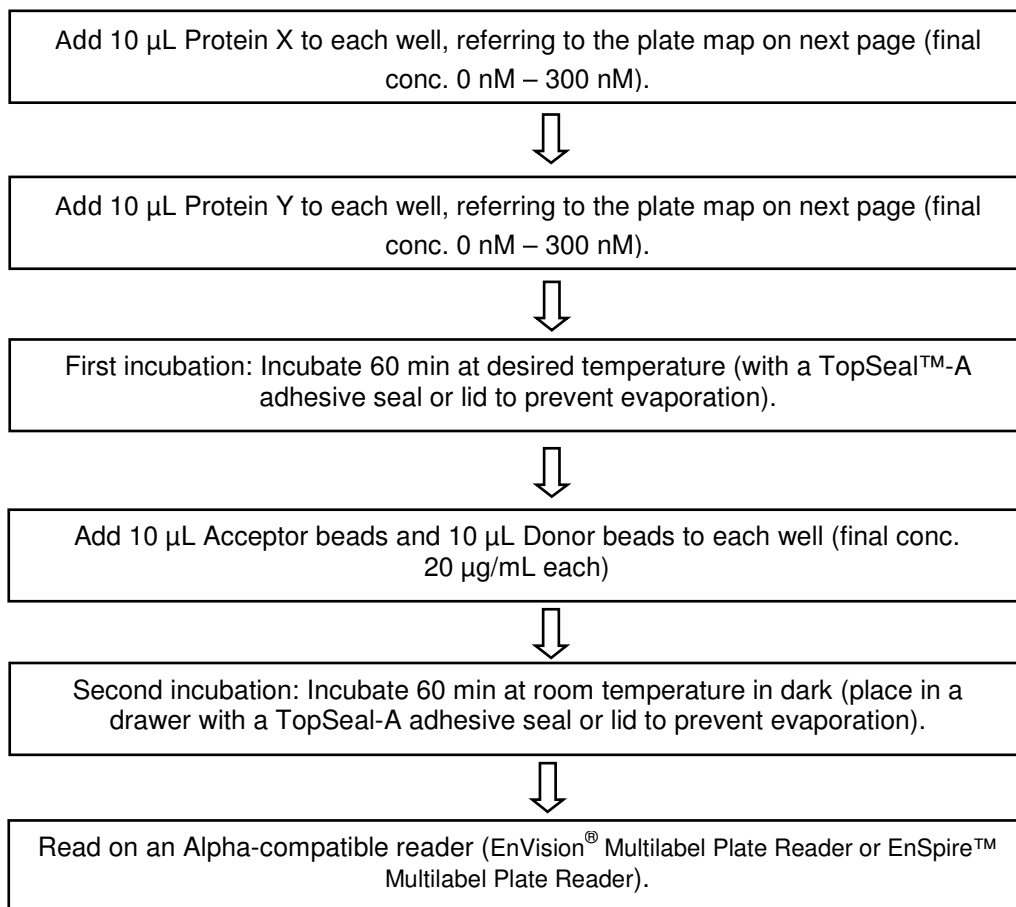 Add 10 µL Protein X to each well, referring to the plate map on next page (final
conc. 0 nM – 300 nM).
Add 10 µL Protein Y to each well, referring to the plate map on next page (final
conc. 0 nM – 300 nM).
First incubation: Incubate 60 min at desired temperature (with a TopSeal™-A
adhesive seal or lid to prevent evaporation).
Add 10 µL Acceptor beads and 10 µL Donor beads to each well (final conc.
20 µg/mL each)
Second incubation: Incubate 60 min at room temperature in dark (place in a
drawer with a TopSeal-A adhesive seal or lid to prevent evaporation).
Read on an Alpha-compatible reader (EnVision® Multilabel Plate Reader or EnSpire™
Multilabel Plate Reader).